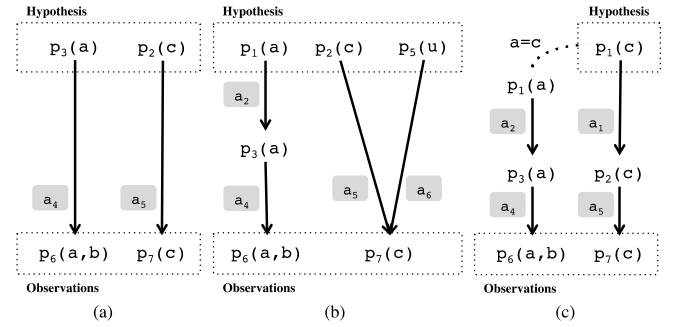 Hypothesis
p₃(a) p₂(c)
a₄ a₅
p₆(a,b) p₇(c)
Observations
(a)
Hypothesis
p₁(a) p₂(c) p₅(u)
a₂
p₃(a)
a₄ a₅ a₆
p₆(a,b) p₇(c)
Observations
(b)
Hypothesis
a=c p₁(c)
p₁(a)
a₂ a₁
p₃(a) p₂(c)
a₄ a₅
p₆(a,b) p₇(c)
Observations
(c)